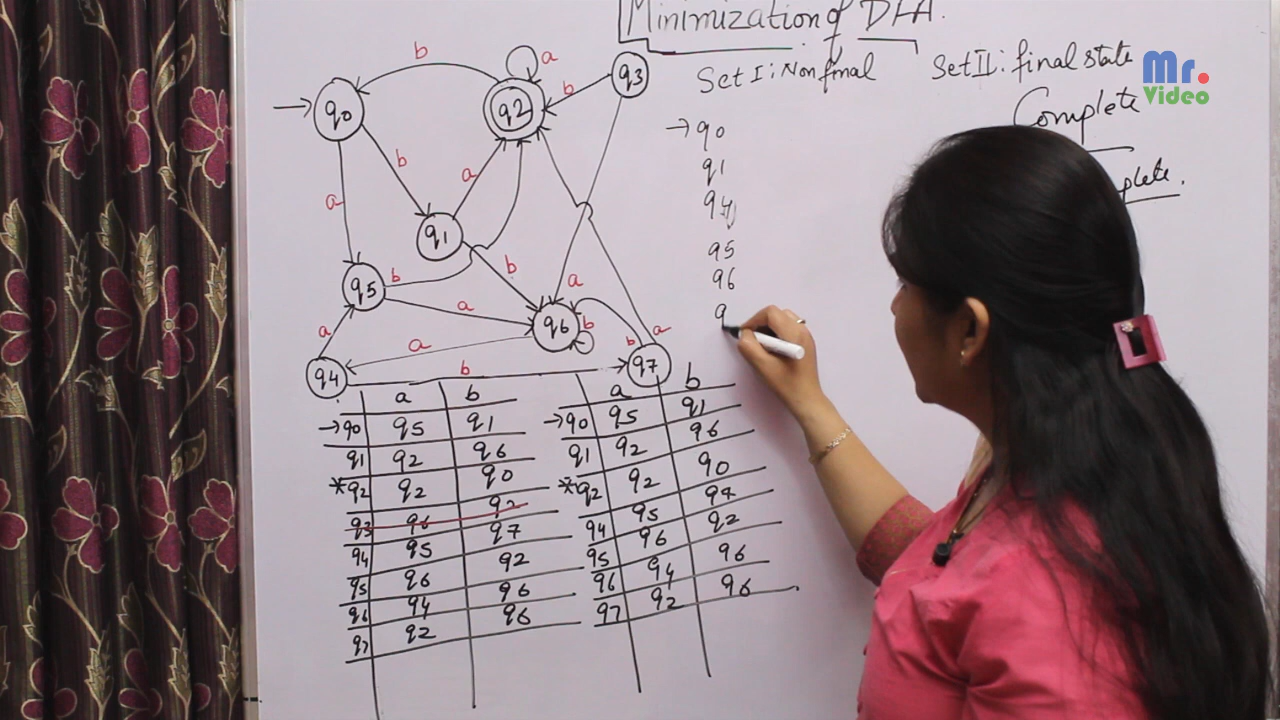 Minimization of DFA.
Set I: Non final
Set II: final state
Mr.
Video
Complete
plete.
b
a
q3
q0
q2
b
b
a
a
q1
q5
b
b
a
a
a
q6
b
a
a
b
q4
b
q7
→ q0
q1
q4
q5
q6
q
a b
→q0 q5 q1
q1 q2 q6
*q2 q2 q0
q3 q6 q2
q4 q5 q7
q5 q6 q2
q6 q4 q6
q7 q2 q6
a b
→q0 q5 q1
q1 q2 q6
*q2 q2 q0
q4 q5 q7
q5 q6 q2
q6 q4 q6
q7 q2 q6